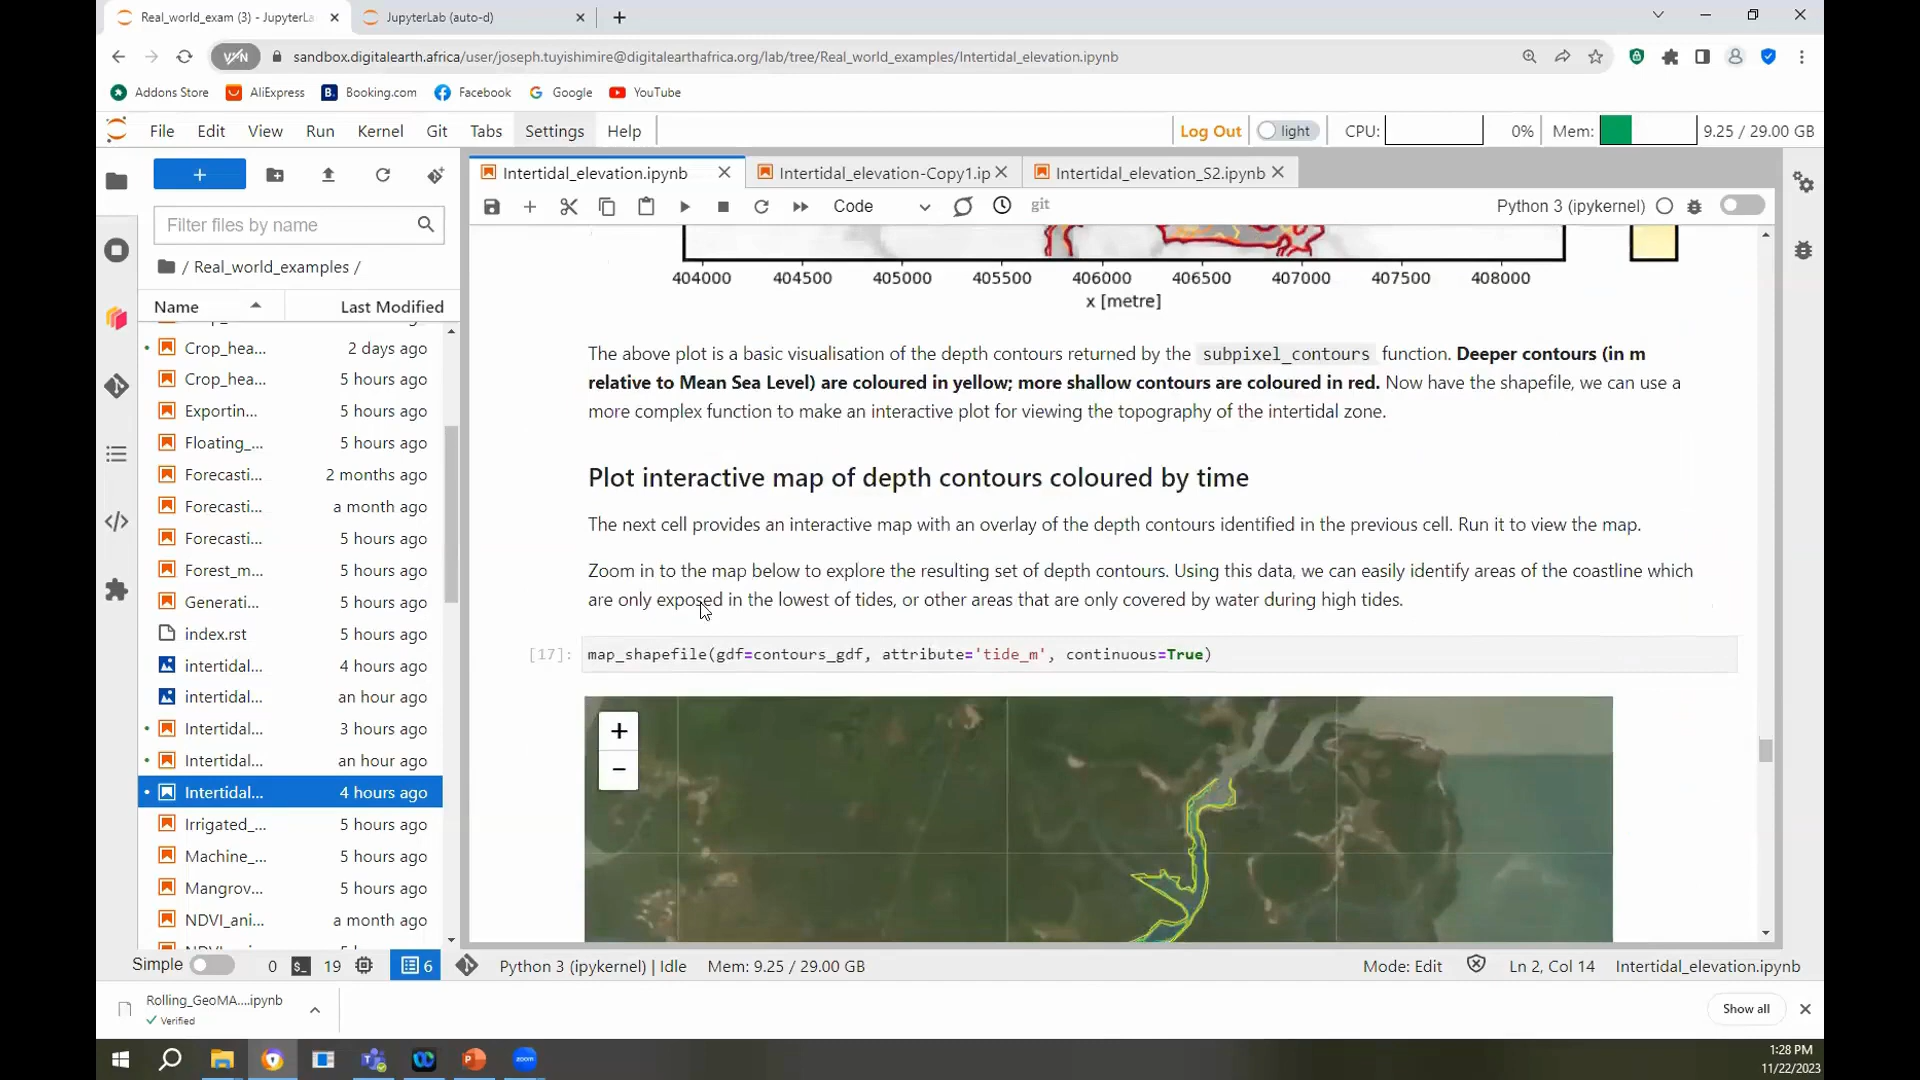 Real_world_exam (3) - JupyterLa
JupyterLab (auto-d)
sandbox.digitalearth.africa/user/joseph.tuyishimire@digitalearthafrica.org/lab/tree/Real_world_examples/Intertidal_elevation.ipynb
Addons Store
AliExpress
Booking.com
Facebook
Google
YouTube
File
Edit
View
Run
Kernel
Git
Tabs
Settings
Help
Log Out
light
CPU:
0%
Mem:
9.25 / 29.00 GB
Intertidal_elevation.ipynb
Intertidal_elevation-Copy1.ip
Intertidal_elevation_S2.ipynb
Code
git
Python 3 (ipykernel)
Filter files by name
/ Real_world_examples /
Name
Last Modified
Crop_hea... 2 days ago
Crop_hea... 5 hours ago
Exportin... 5 hours ago
Floating_... 5 hours ago
Forecasti... 2 months ago
Forecasti... a month ago
Forecasti... 5 hours ago
Forest_m... 5 hours ago
Generati... 5 hours ago
index.rst 5 hours ago
intertidal... 4 hours ago
intertidal... an hour ago
Intertidal... 3 hours ago
Intertidal... an hour ago
Intertidal... 4 hours ago
Irrigated_... 5 hours ago
Machine_... 5 hours ago
Mangrov... 5 hours ago
NDVI_ani... a month ago
404000 404500 405000 405500 406000 406500 407000 407500 408000
x [metre]
The above plot is a basic visualisation of the depth contours returned by the subpixel_contours function. Deeper contours (in m
relative to Mean Sea Level) are coloured in yellow; more shallow contours are coloured in red. Now have the shapefile, we can use a
more complex function to make an interactive plot for viewing the topography of the intertidal zone.
Plot interactive map of depth contours coloured by time
The next cell provides an interactive map with an overlay of the depth contours identified in the previous cell. Run it to view the map.
Zoom in to the map below to explore the resulting set of depth contours. Using this data, we can easily identify areas of the coastline which
are only exposed in the lowest of tides, or other areas that are only covered by water during high tides.
[17]: map_shapefile(gdf=contours_gdf, attribute='tide_m', continuous=True)
+
−
Simple
0
19
6
Python 3 (ipykernel) | Idle
Mem: 9.25 / 29.00 GB
Mode: Edit
Ln 2, Col 14
Intertidal_elevation.ipynb
Rolling_GeoMA....ipynb
Verified
Show all
zoom
1:28 PM
11/22/2023